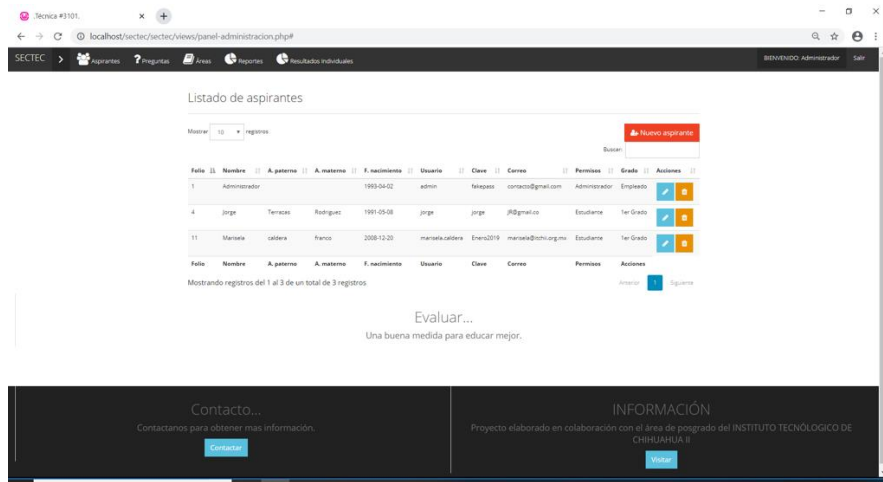 .Técnica #3101.
localhost/sectec/sectec/views/panel-administracion.php#
SECTEC > Aspirantes ? Preguntas Áreas Reportes Resultados Individuales BIENVENIDO: Administrador Salir
Listado de aspirantes
Mostrar 10 registros
Nuevo aspirante
Buscar:
Folio Nombre A. paterno A. materno F. nacimiento Usuario Clave Correo Permisos Grado Acciones
1 Administrador 1993-04-02 admin fakepass contacto@gmail.com Administrador Empleado
4 Jorge Terrazas Rodriguez 1991-05-08 jorge jorge JR@gmail.co Estudiante 1er Grado
11 Marisela caldera franco 2008-12-20 marisela.caldera Enero2019 marisela@itchii.org.mx Estudiante 1er Grado
Folio Nombre A. paterno A. materno F. nacimiento Usuario Clave Correo Permisos Acciones
Mostrando registros del 1 al 3 de un total de 3 registros
Anterior 1 Siguiente
Evaluar...
Una buena medida para educar mejor.
Contacto...
Contactanos para obtener mas información.
Contactar
INFORMACIÓN
Proyecto elaborado en colaboración con el área de posgrado del INSTITUTO TECNÓLOGICO DE
CHIHUAHUA II
Visitar